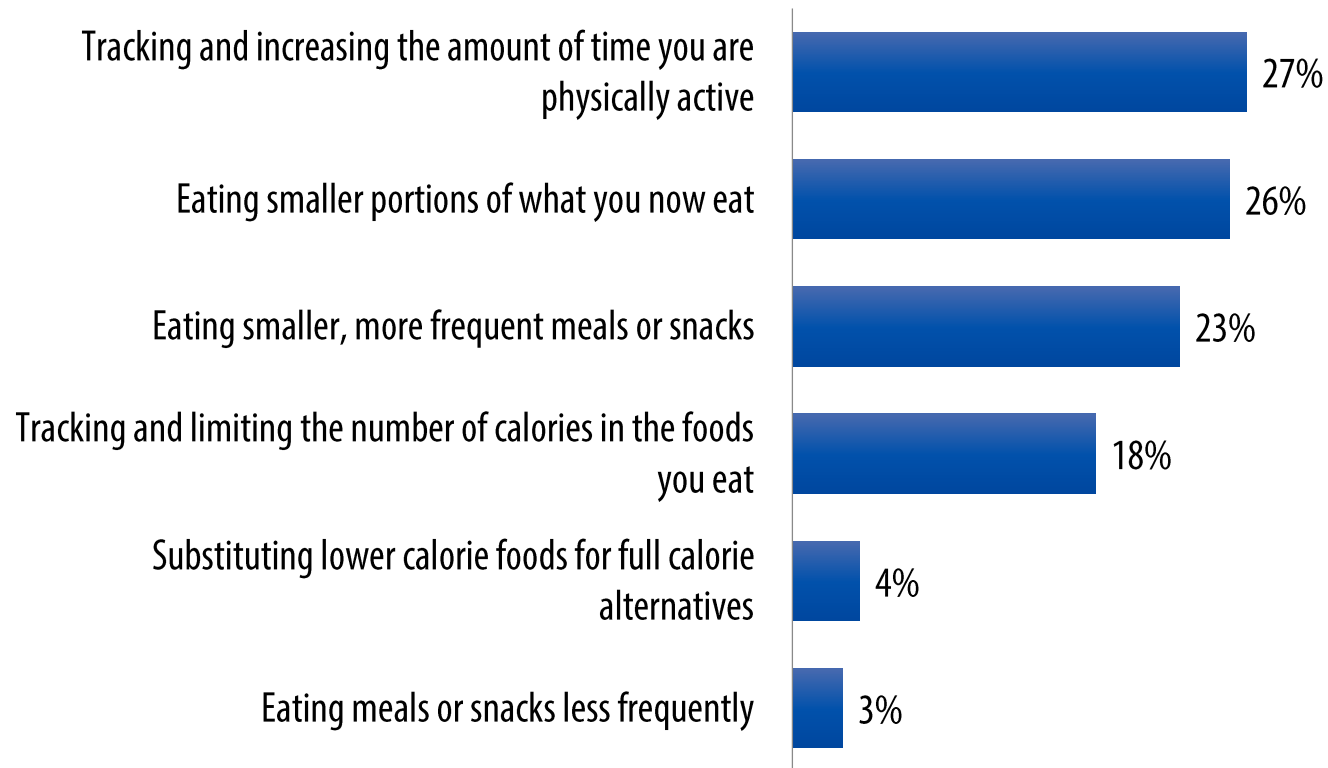 Tracking and increasing the amount of time you are
physically active
27%
Eating smaller portions of what you now eat
26%
Eating smaller, more frequent meals or snacks
23%
Tracking and limiting the number of calories in the foods
you eat
18%
Substituting lower calorie foods for full calorie
alternatives
4%
Eating meals or snacks less frequently
3%